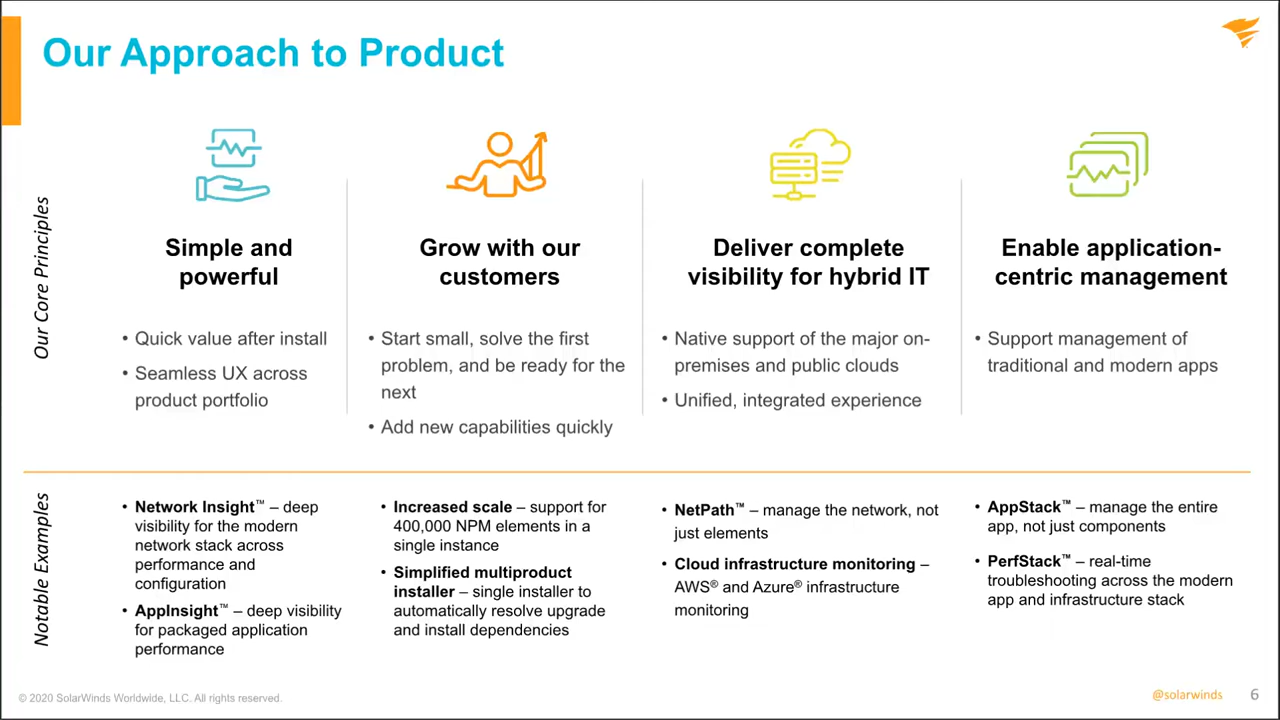 Our Approach to Product
Our Core Principles
Simple and
powerful
• Quick value after install
• Seamless UX across
product portfolio
Grow with our
customers
• Start small, solve the first
problem, and be ready for the
next
• Add new capabilities quickly
Deliver complete
visibility for hybrid IT
• Native support of the major on-
premises and public clouds
• Unified, integrated experience
Enable application-
centric management
• Support management of
traditional and modern apps
Notable Examples
• Network Insight™ – deep
visibility for the modern
network stack across
performance and
configuration
• AppInsight™ – deep visibility
for packaged application
performance
• Increased scale – support for
400,000 NPM elements in a
single instance
• Simplified multiproduct
installer – single installer to
automatically resolve upgrade
and install dependencies
• NetPath™ – manage the network, not
just elements
• Cloud infrastructure monitoring –
AWS® and Azure® infrastructure
monitoring
• AppStack™ – manage the entire
app, not just components
• PerfStack™ – real-time
troubleshooting across the modern
app and infrastructure stack
© 2020 SolarWinds Worldwide, LLC. All rights reserved.
@solarwinds
6